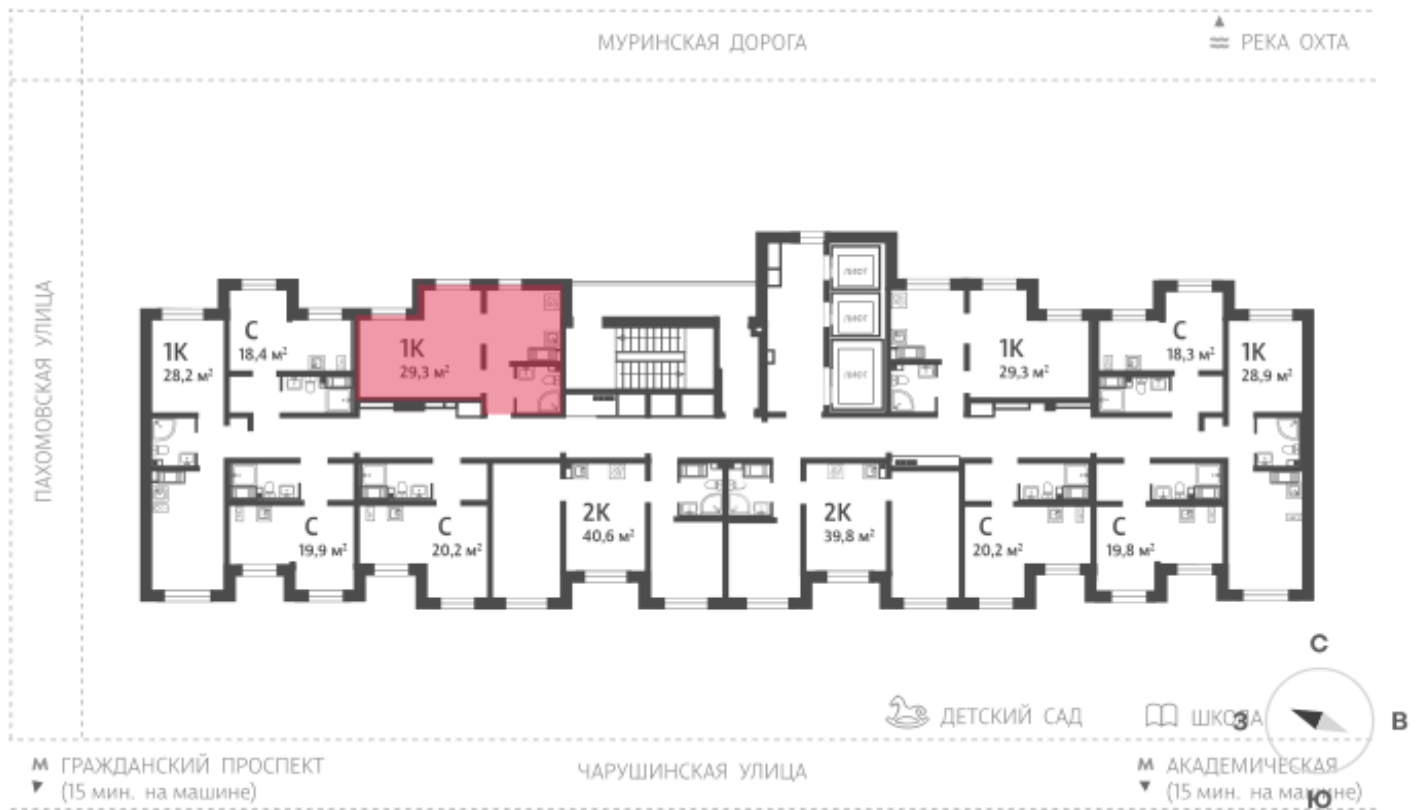 МУРИНСКАЯ ДОРОГА
РЕКА ОХТА
ПАХОМОВСКАЯ УЛИЦА
1К
28,2 м²
С
18,4 м²
1К
29,3 м²
ЛИФТ
ЛИФТ
ЛИФТ
1К
29,3 м²
С
18,3 м²
1К
28,9 м²
С
19,9 м²
С
20,2 м²
2К
40,6 м²
2К
39,8 м²
С
20,2 м²
С
19,8 м²
ДЕТСКИЙ САД
ШКОЛА
С
З
В
Ю
М ГРАЖДАНСКИЙ ПРОСПЕКТ
(15 мин. на машине)
ЧАРУШИНСКАЯ УЛИЦА
М АКАДЕМИЧЕСКАЯ
(15 мин. на машине)